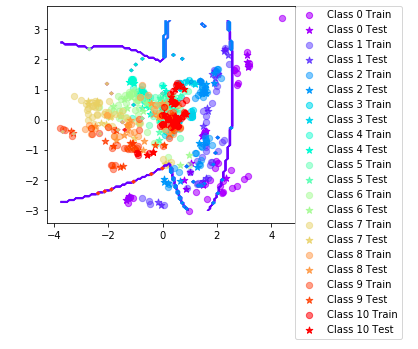 3
2
1
0
−1
−2
−3
−4
−2
0
2
4
Class 0 Train
Class 0 Test
Class 1 Train
Class 1 Test
Class 2 Train
Class 2 Test
Class 3 Train
Class 3 Test
Class 4 Train
Class 4 Test
Class 5 Train
Class 5 Test
Class 6 Train
Class 6 Test
Class 7 Train
Class 7 Test
Class 8 Train
Class 8 Test
Class 9 Train
Class 9 Test
Class 10 Train
Class 10 Test